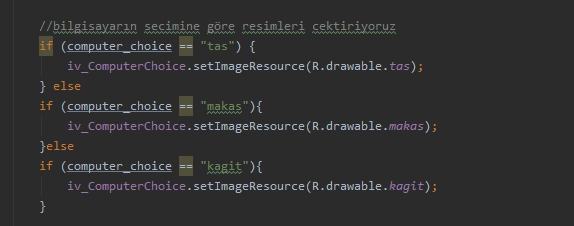 //bilgisayarın secimine göre resimleri cektiriyoruz
if (computer_choice == "tas") {
iv_ComputerChoice.setImageResource(R.drawable.tas);
} else
if (computer_choice == "makas"){
iv_ComputerChoice.setImageResource(R.drawable.makas);
}else
if (computer_choice == "kagit"){
iv_ComputerChoice.setImageResource(R.drawable.kagit);
}